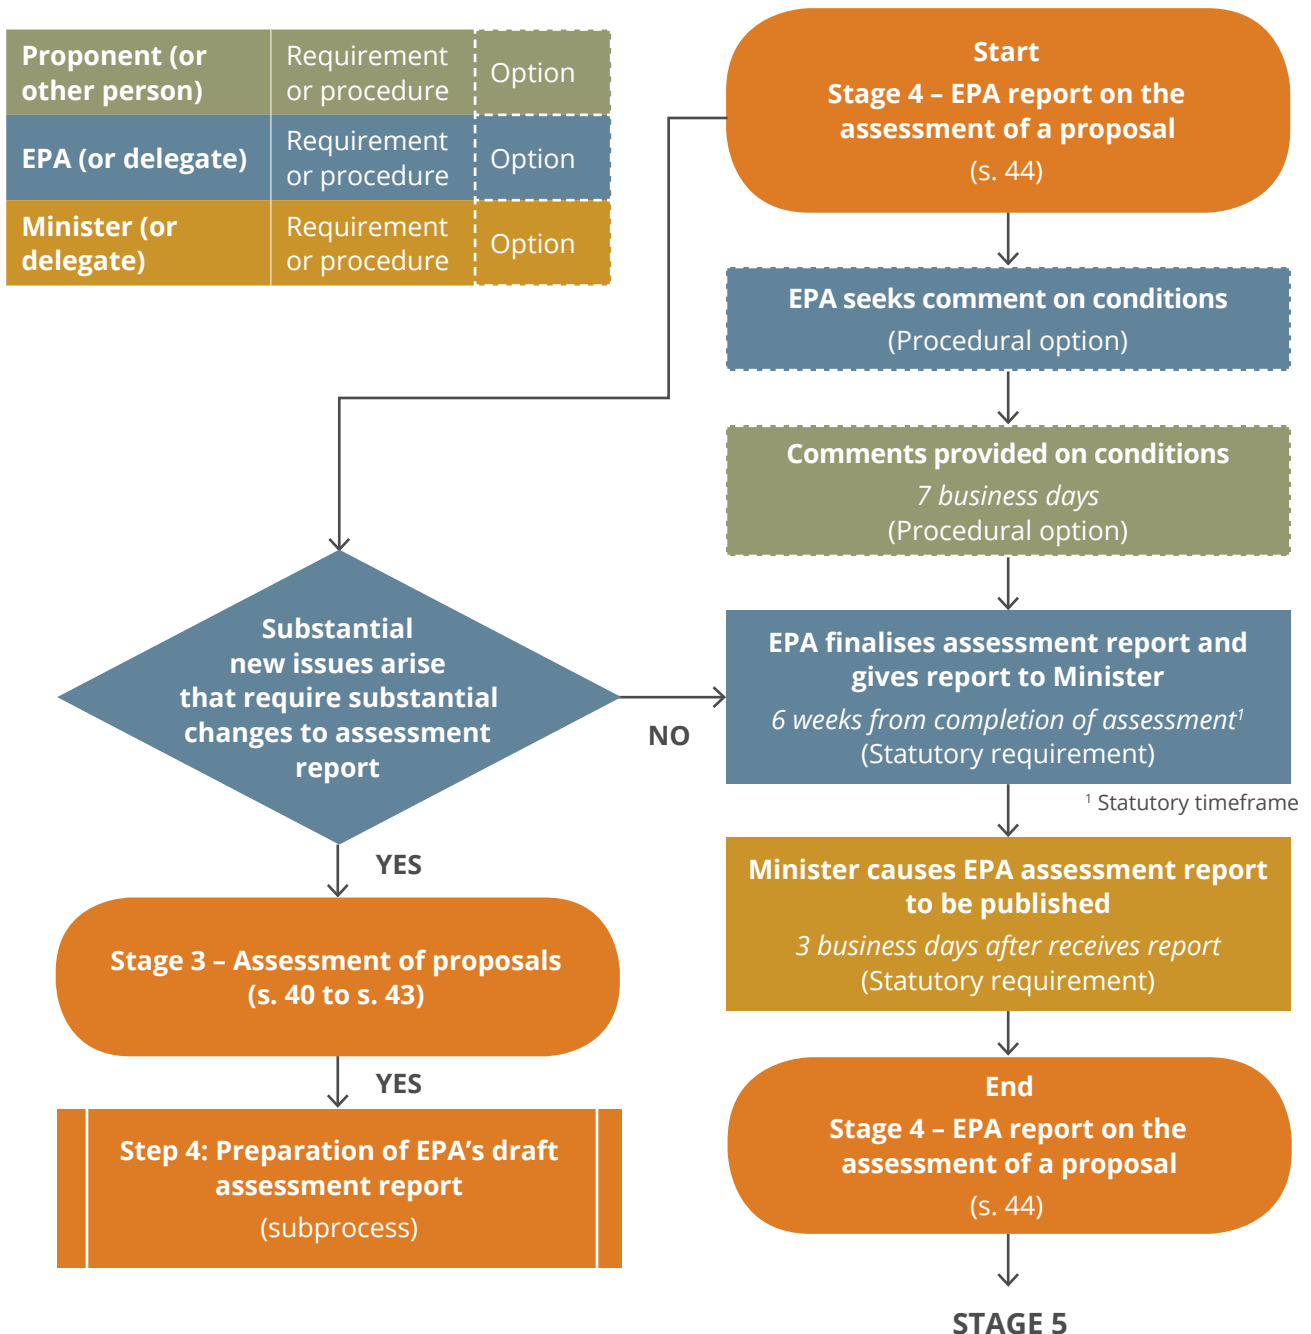 Proponent (or
other person)
Requirement
or procedure
Option
EPA (or delegate)
Requirement
or procedure
Option
Minister (or
delegate)
Requirement
or procedure
Option
Start
Stage 4 – EPA report on the
assessment of a proposal
(s. 44)
EPA seeks comment on conditions
(Procedural option)
Comments provided on conditions
7 business days
(Procedural option)
Substantial
new issues arise
that require substantial
changes to assessment
report
NO
EPA finalises assessment report and
gives report to Minister
6 weeks from completion of assessment¹
(Statutory requirement)
¹ Statutory timeframe
YES
Minister causes EPA assessment report
to be published
3 business days after receives report
(Statutory requirement)
Stage 3 – Assessment of proposals
(s. 40 to s. 43)
YES
Step 4: Preparation of EPA’s draft
assessment report
(subprocess)
End
Stage 4 – EPA report on the
assessment of a proposal
(s. 44)
STAGE 5